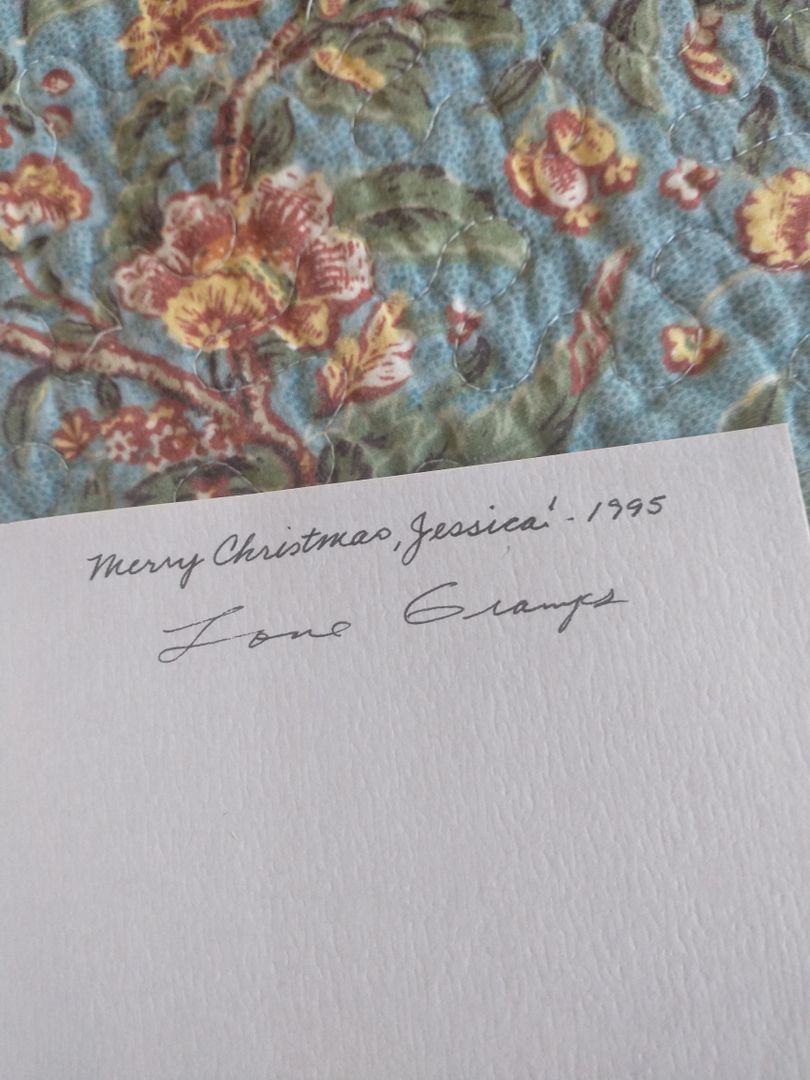 Merry Christmas, Jessica! - 1995
Love Gramps